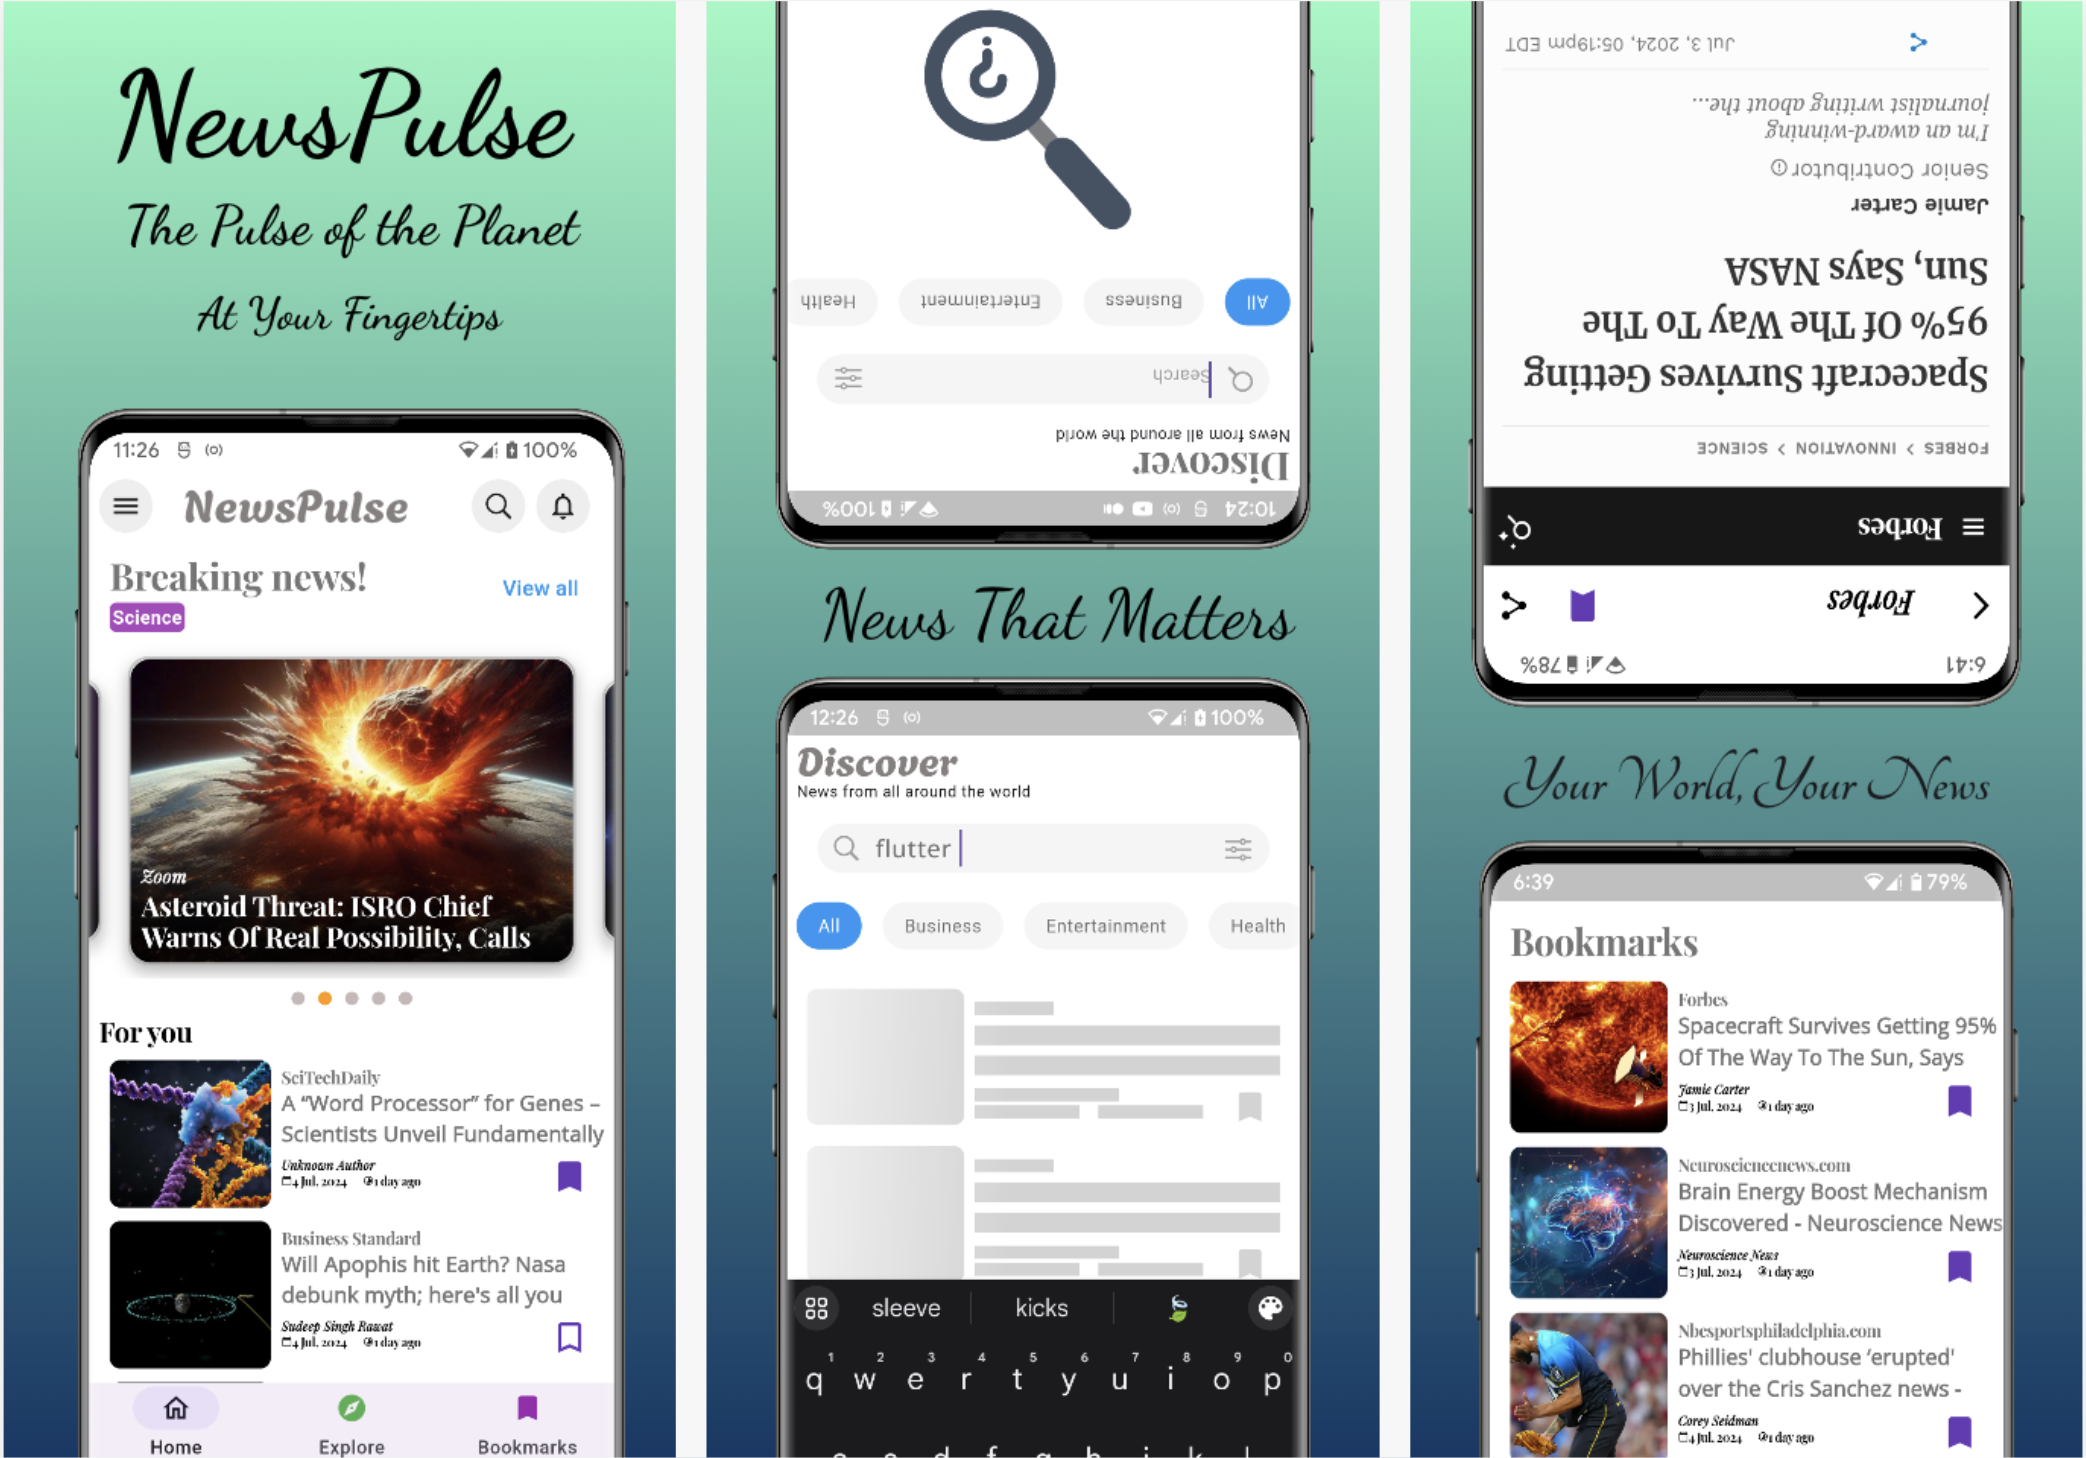 NewsPulse
The Pulse of the Planet
At Your Fingertips
11:26 100%
NewsPulse
Breaking news!
View all
Science
Zoom
Asteroid Threat: ISRO Chief
Warns Of Real Possibility, Calls
For you
SciTechDaily
A “Word Processor” for Genes –
Scientists Unveil Fundamentally
Unknown Author
4 Jul, 2024 1 day ago
Business Standard
Will Apophis hit Earth? Nasa
debunk myth; here's all you
Sudeep Singh Rawat
4 Jul, 2024 1 day ago
Home Explore Bookmarks
10:24 100%
Discover
News from all around the world
Search
All Business Entertainment Health
?
News That Matters
12:26 100%
Discover
News from all around the world
flutter
All Business Entertainment Health
sleeve kicks
1 2 3 4 5 6 7 8 9 0
q w e r t y u i o p
a s d f g h j k l
6:41 78%
Forbes
Forbes
FORBES > INNOVATION > SCIENCE
Spacecraft Survives Getting
95% Of The Way To The
Sun, Says NASA
Jamie Carter
Senior Contributor
I'm an award-winning
journalist writing about the...
Jul 3, 2024, 05:19pm EDT
Your World, Your News
6:39 79%
Bookmarks
Forbes
Spacecraft Survives Getting 95%
Of The Way To The Sun, Says
Jamie Carter
3 Jul, 2024 1 day ago
Neurosciencenews.com
Brain Energy Boost Mechanism
Discovered - Neuroscience News
Neuroscience News
3 Jul, 2024 1 day ago
Nbcsportsphiladelphia.com
Phillies' clubhouse ‘erupted’
over the Cris Sanchez news -
Corey Seidman
4 Jul, 2024 1 day ago